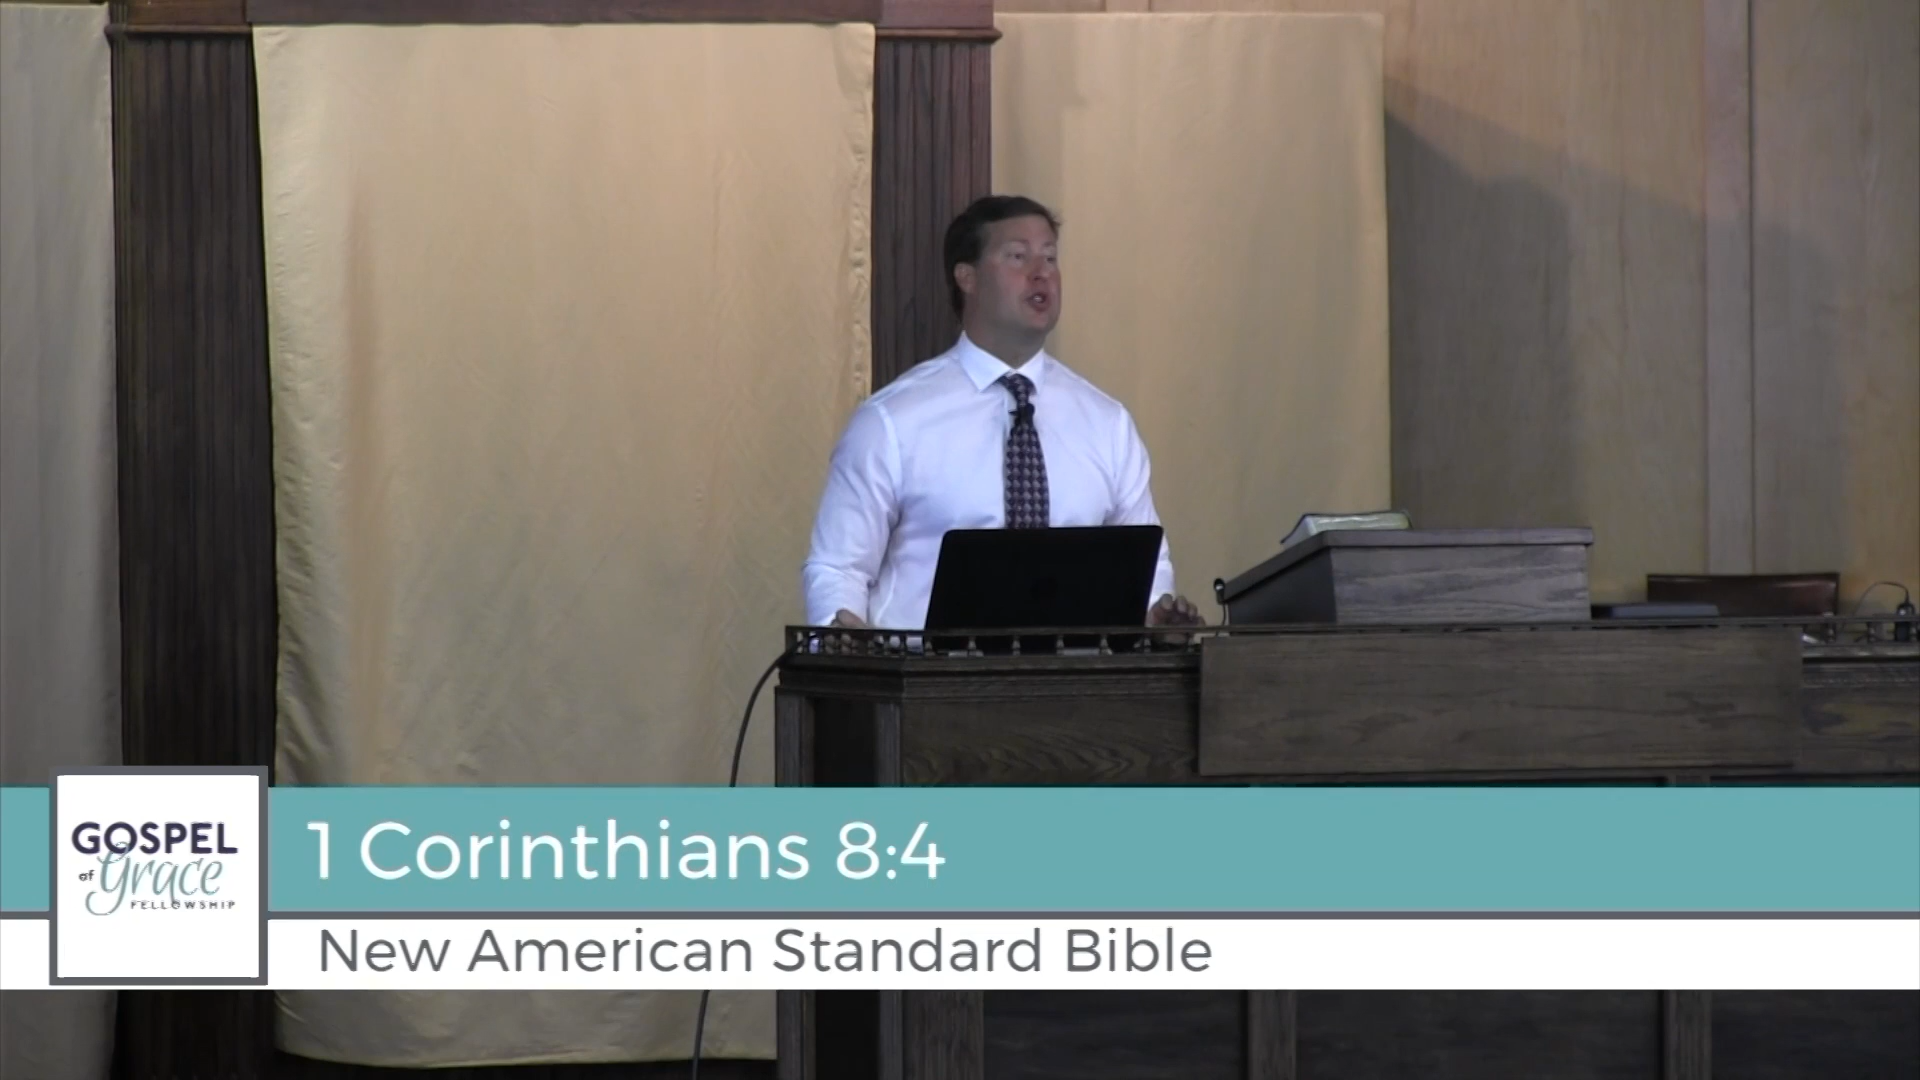 1 Corinthians 8:4
GOSPEL
of Grace
FELLOWSHIP
New American Standard Bible